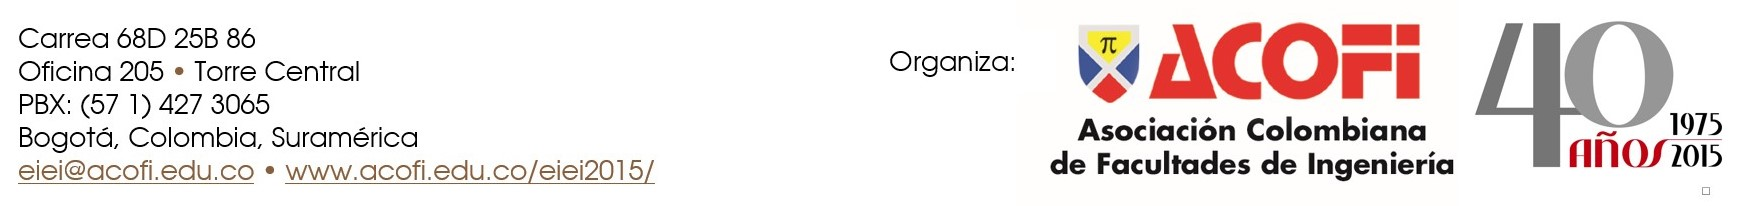 Carrea 68D 25B 86
Oficina 205 • Torre Central
PBX: (57 1) 427 3065
Bogotá, Colombia, Suramérica
eiei@acofi.edu.co • www.acofi.edu.co/eiei2015/
Organiza:
π
ACOFI
Asociación Colombiana
de Facultades de Ingeniería
40
AÑOS
1975
2015